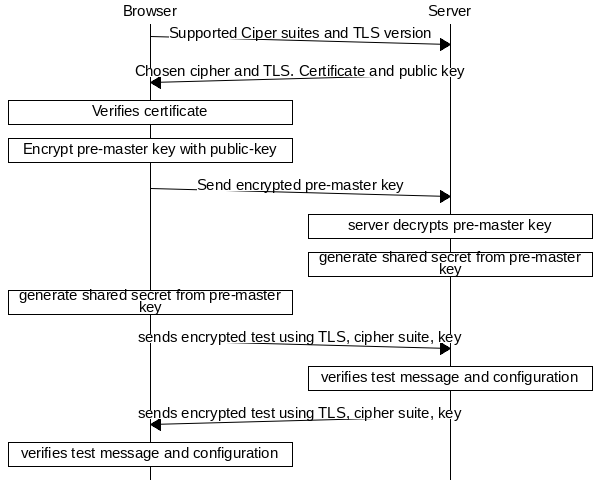 Browser Server
Supported Ciper suites and TLS version
Chosen cipher and TLS. Certificate and public key
Verifies certificate
Encrypt pre-master key with public-key
Send encrypted pre-master key
server decrypts pre-master key
generate shared secret from pre-master
key
generate shared secret from pre-master
key
sends encrypted test using TLS, cipher suite, key
verifies test message and configuration
sends encrypted test using TLS, cipher suite, key
verifies test message and configuration